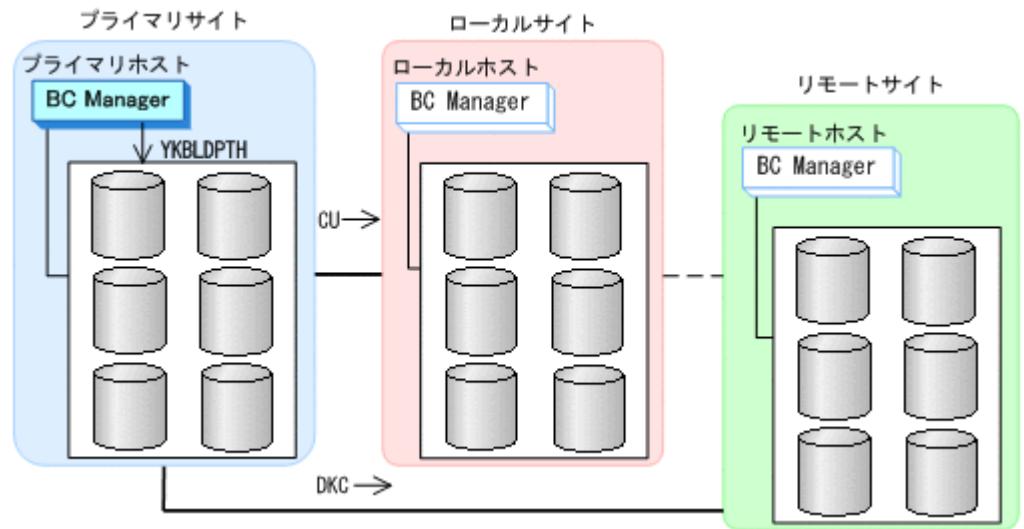 プライマリサイト
プライマリホスト
BC Manager
YKBLDPTH
CU
ローカルサイト
ローカルホスト
BC Manager
リモートサイト
リモートホスト
BC Manager
DKC